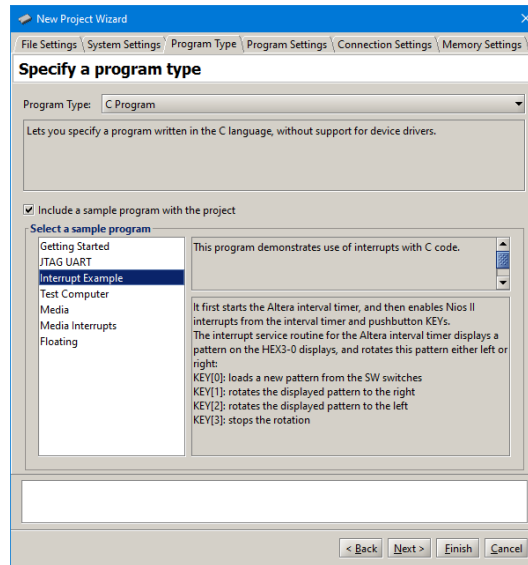 New Project Wizard
File Settings System Settings Program Type Program Settings Connection Settings Memory Settings
Specify a program type
Program Type: C Program
Lets you specify a program written in the C language, without support for device drivers.
Include a sample program with the project
Select a sample program
Getting Started
JTAG UART
Interrupt Example
Test Computer
Media
Media Interrupts
Floating
This program demonstrates use of interrupts with C code.
It first starts the Altera interval timer, and then enables Nios II
interrupts from the interval timer and pushbutton KEYs.
The interrupt service routine for the Altera interval timer displays a
pattern on the HEX3-0 displays, and rotates this pattern either left or
right:
KEY[0]: loads a new pattern from the SW switches
KEY[1]: rotates the displayed pattern to the right
KEY[2]: rotates the displayed pattern to the left
KEY[3]: stops the rotation
< Back Next > Finish Cancel